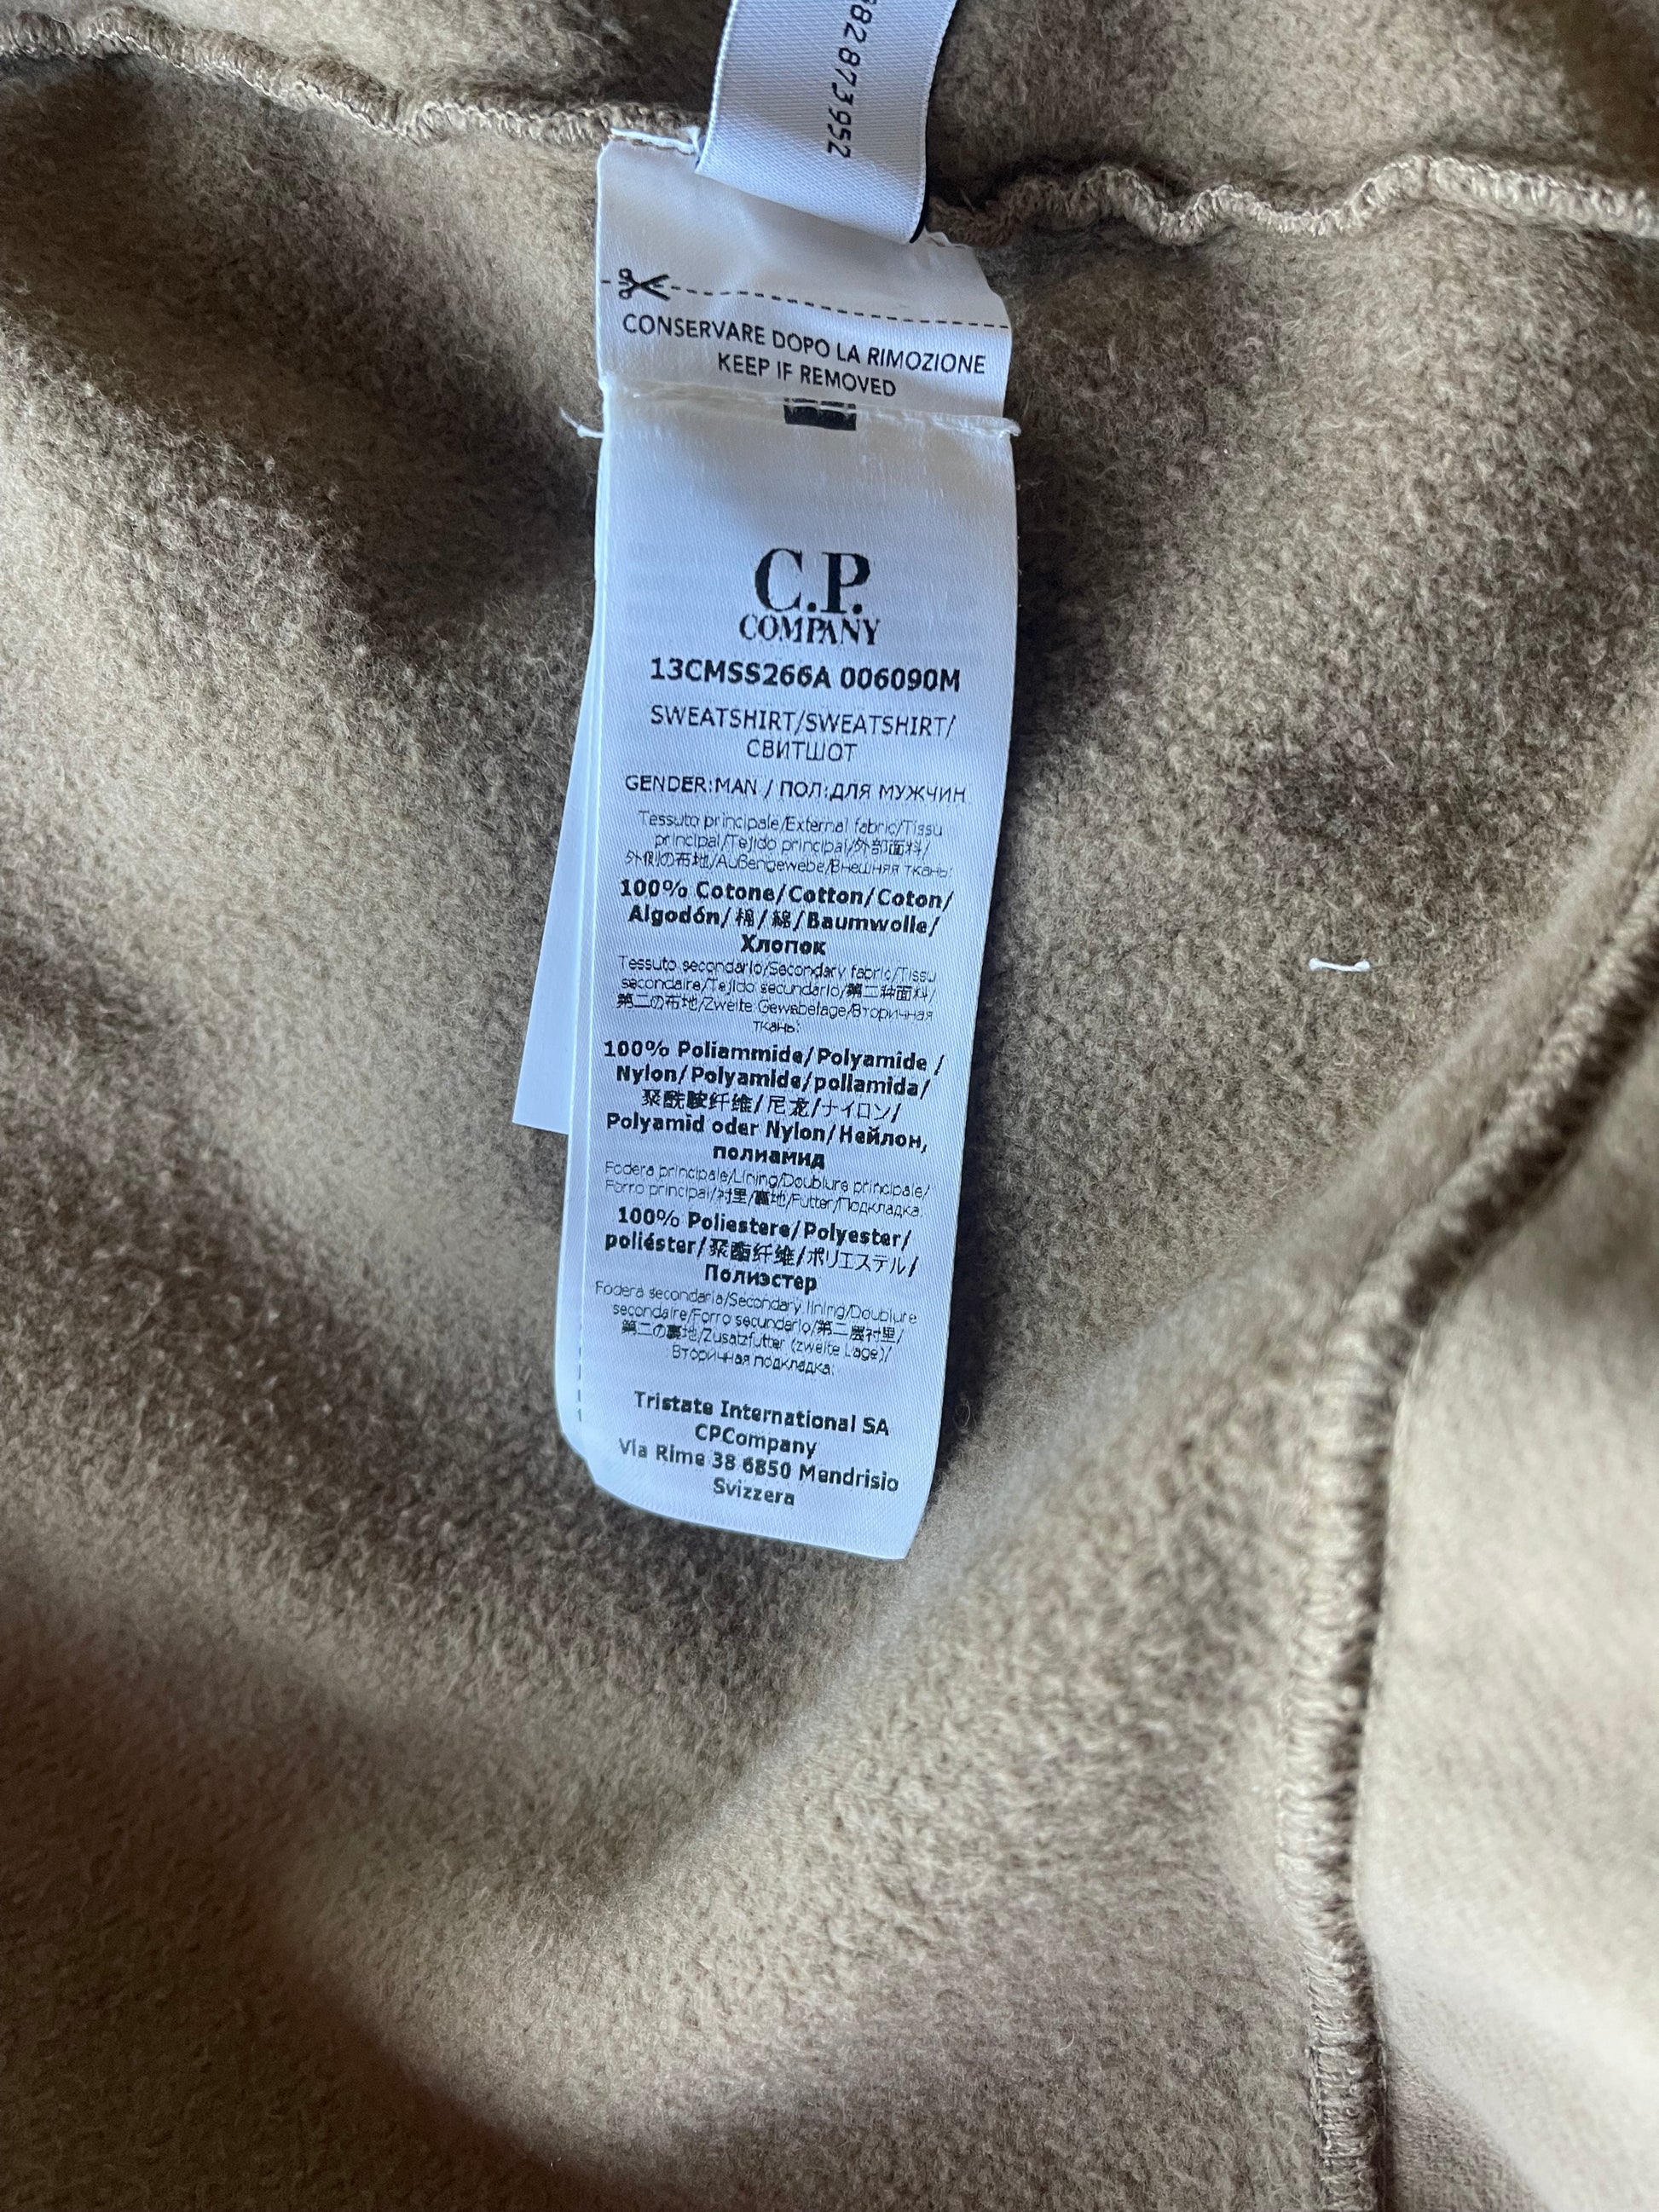 82873952
CONSERVARE DOPO LA RIMOZIONE
KEEP IF REMOVED
C.P.
COMPANY
13CMSS266A 006090M
SWEATSHIRT/SWEATSHIRT/
СВИТШОТ
GENDER:MAN / ПОЛ:ДЛЯ МУЖЧИН
Tessuto principale/External fabric/Tissu
principal/Tejido principal/外部面料/
外側の布地/Außengewebe/Внешняя ткань:
100% Cotone/Cotton/Coton/
Algodón/棉/綿/Baumwolle/
Хлопок
Tessuto secondario/Secondary fabric/Tissu
secondaire/Tejido secundario/第二种面料/
第二の布地/Zweite Gewebelage/Вторичная
ткань:
100% Poliammide/Polyamide /
Nylon/Polyamide/poliamida/
聚酰胺纤维/尼龙/ナイロン/
Polyamid oder Nylon/Нейлон,
полиамид
Fodera principale/Lining/Doublure principale/
Forro principal/衬里/裏地/Futter/Подкладка:
100% Poliestere/Polyester/
poliéster/聚酯纤维/ポリエステル/
Полиэстер
Fodera secondaria/Secondary lining/Doublure
secondaire/Forro secundario/第二层衬里/
第二の裏地/Zusatzfutter (zweite Lage)/
Вторичная подкладка:
Tristate International SA
CPCompany
Via Rime 38 6850 Mendrisio
Svizzera